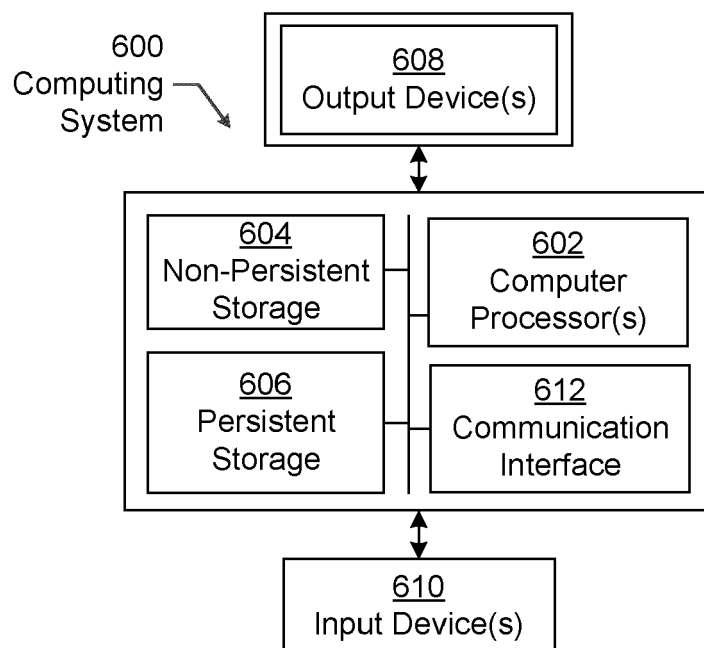 600
Computing
System
608
Output Device(s)
604
Non-Persistent
Storage
602
Computer
Processor(s)
606
Persistent
Storage
612
Communication
Interface
610
Input Device(s)